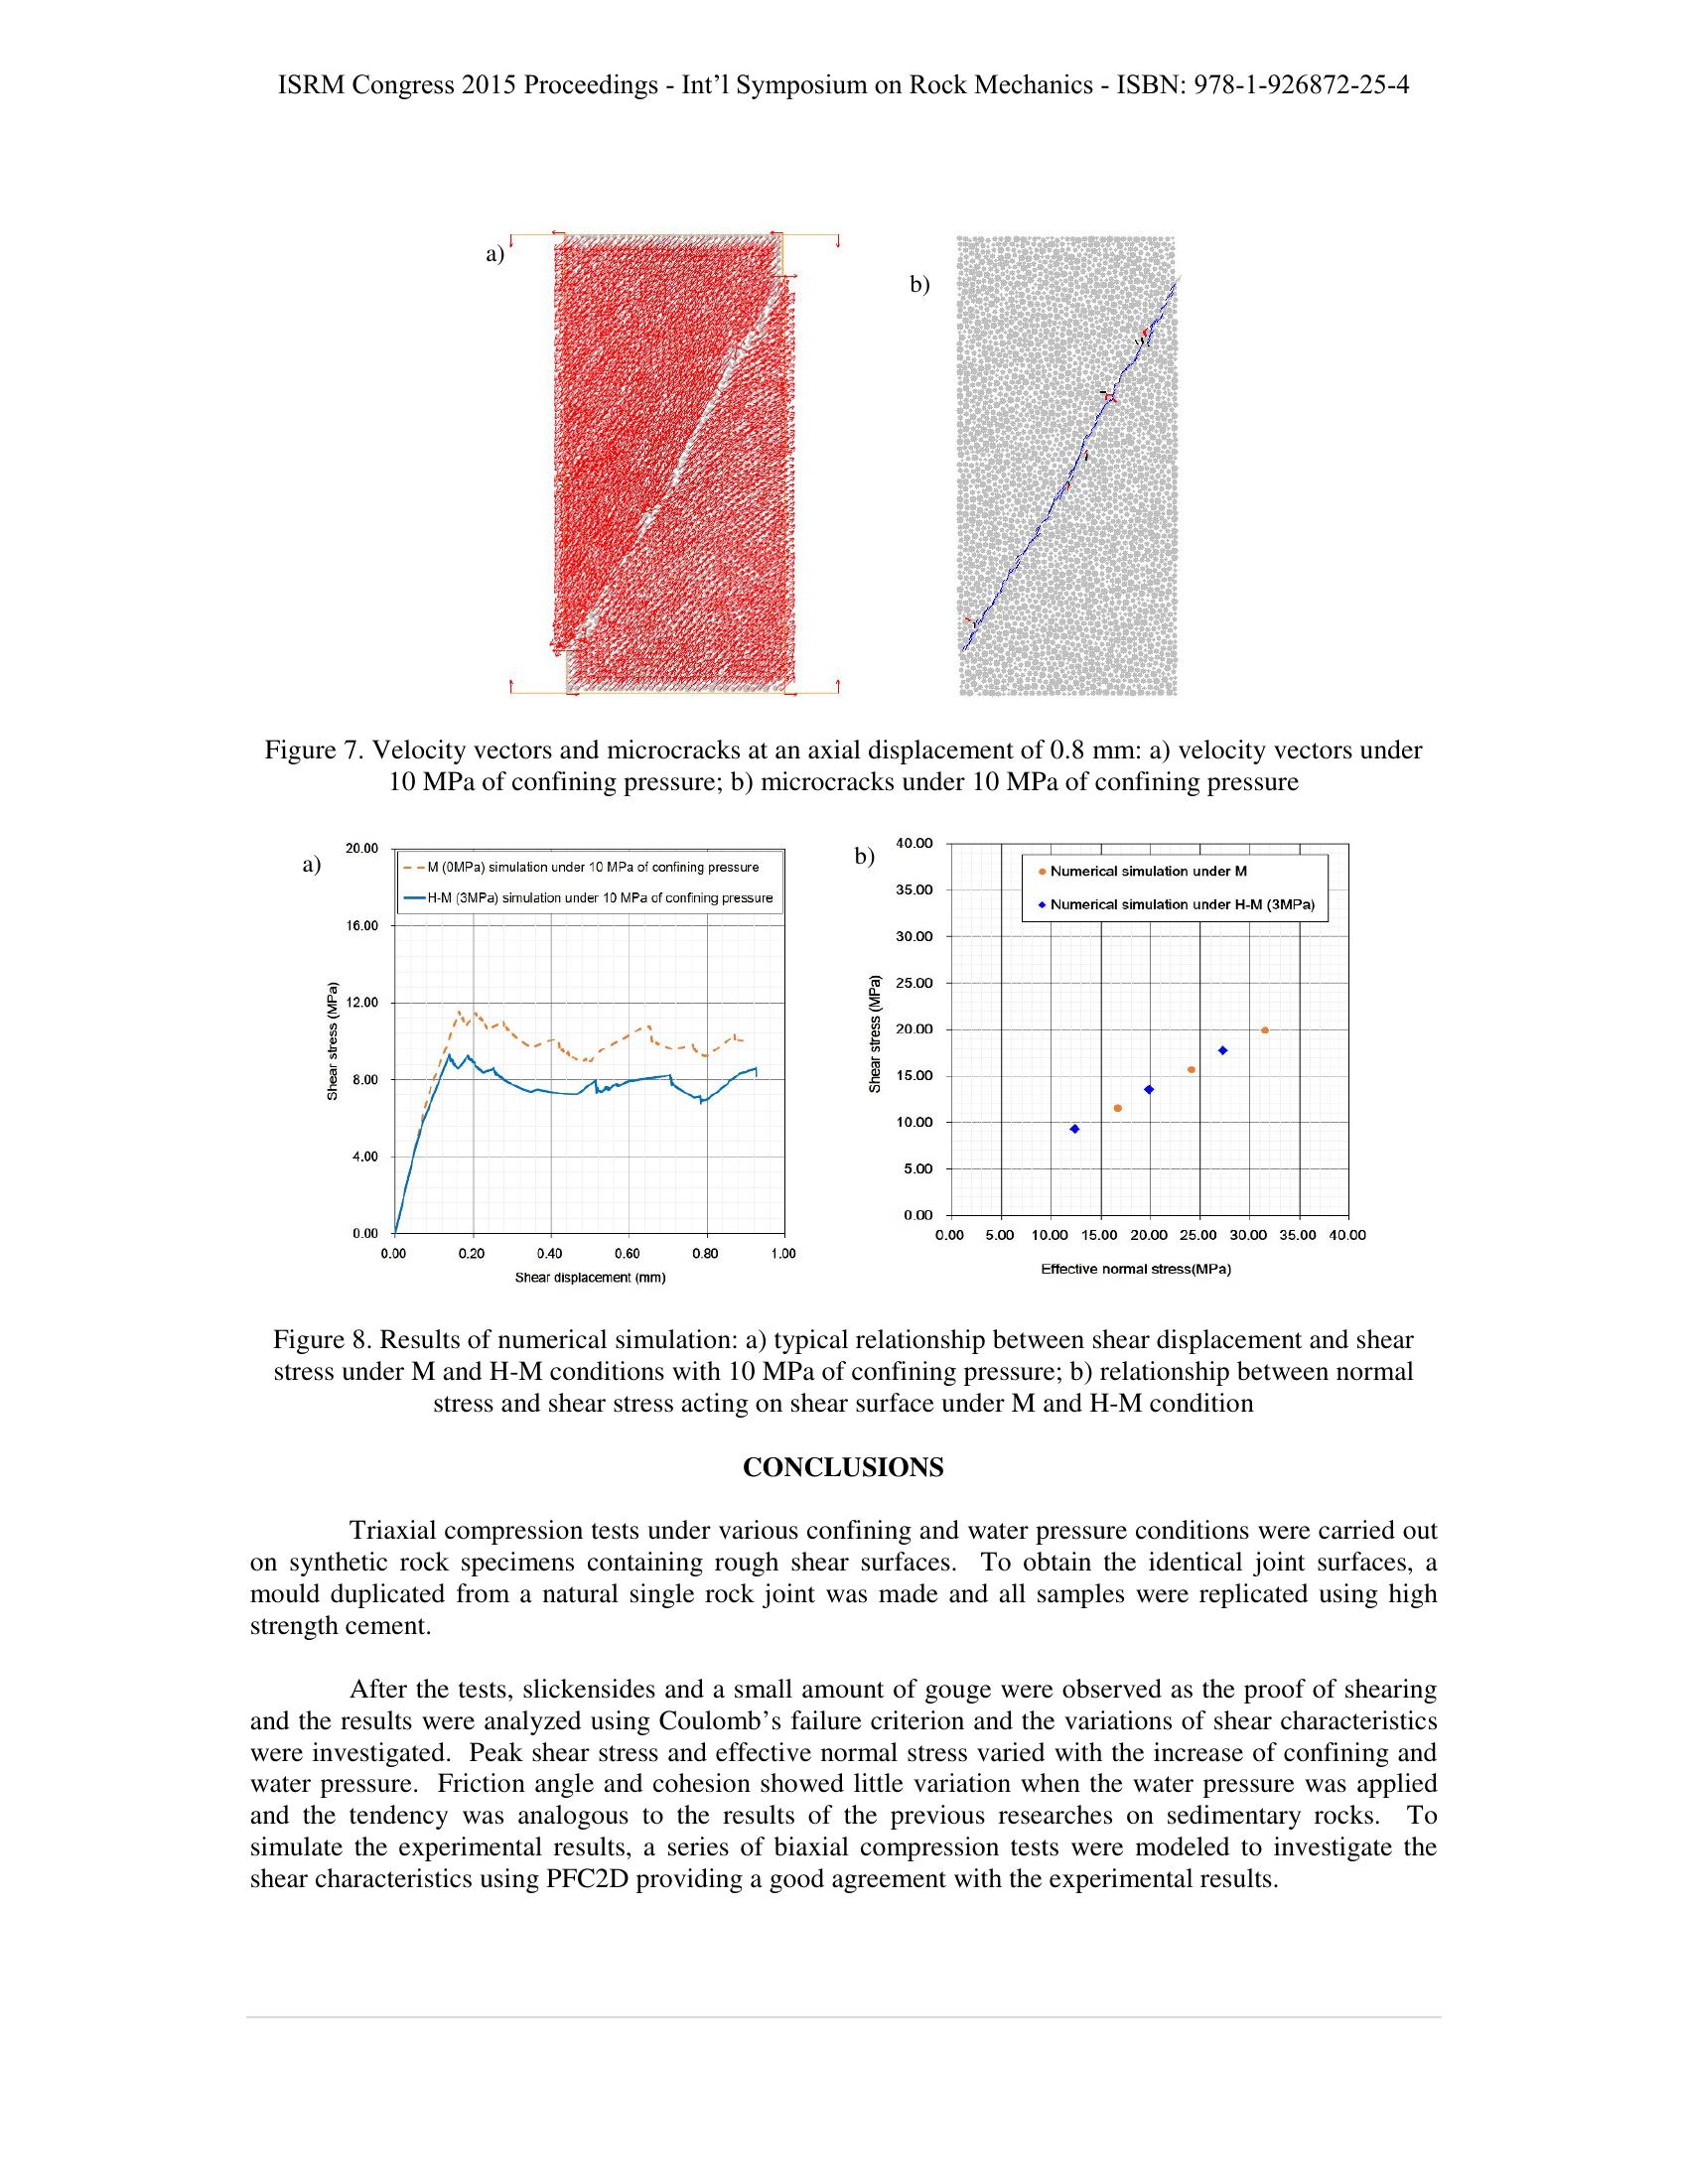 ISRM Congress 2015 Proceedings - Int’l Symposium on Rock Mechanics - ISBN: 978-1-926872-25-4
a)
b)
Figure 7. Velocity vectors and microcracks at an axial displacement of 0.8 mm: a) velocity vectors under
10 MPa of confining pressure; b) microcracks under 10 MPa of confining pressure
a)
20.00
16.00
12.00
8.00
4.00
0.00
Shear stress (MPa)
M (0MPa) simulation under 10 MPa of confining pressure
H-M (3MPa) simulation under 10 MPa of confining pressure
0.00 0.20 0.40 0.60 0.80 1.00
Shear displacement (mm)
b)
40.00
35.00
30.00
25.00
20.00
15.00
10.00
5.00
0.00
Shear stress (MPa)
Numerical simulation under M
Numerical simulation under H-M (3MPa)
0.00 5.00 10.00 15.00 20.00 25.00 30.00 35.00 40.00
Effective normal stress(MPa)
Figure 8. Results of numerical simulation: a) typical relationship between shear displacement and shear
stress under M and H-M conditions with 10 MPa of confining pressure; b) relationship between normal
stress and shear stress acting on shear surface under M and H-M condition
CONCLUSIONS
Triaxial compression tests under various confining and water pressure conditions were carried out
on synthetic rock specimens containing rough shear surfaces. To obtain the identical joint surfaces, a
mould duplicated from a natural single rock joint was made and all samples were replicated using high
strength cement.
After the tests, slickensides and a small amount of gouge were observed as the proof of shearing
and the results were analyzed using Coulomb’s failure criterion and the variations of shear characteristics
were investigated. Peak shear stress and effective normal stress varied with the increase of confining and
water pressure. Friction angle and cohesion showed little variation when the water pressure was applied
and the tendency was analogous to the results of the previous researches on sedimentary rocks. To
simulate the experimental results, a series of biaxial compression tests were modeled to investigate the
shear characteristics using PFC2D providing a good agreement with the experimental results.